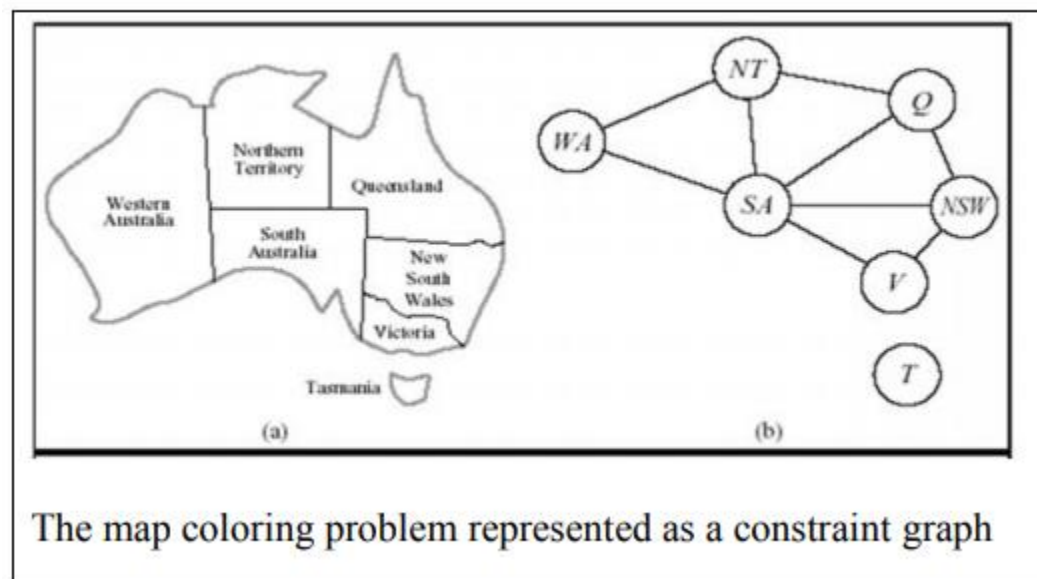 Northern
Territory
Western
Australia
Queensland
South
Australia
New
South
Wales
Victoria
Tasmania
(a)
NT
Q
WA
SA
NSW
V
T
(b)
The map coloring problem represented as a constraint graph